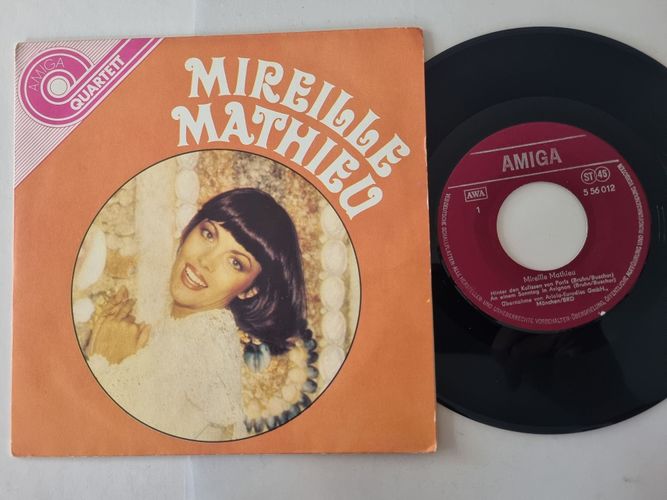 AMIGA
QUARTETT
MIREILLE
MATHIEU
AMIGA
AWA
ST 45
1
5 56 012
Mireille Mathieu
Hinter den Kulissen von Paris (Bruhn/Buschor)
An einem Sonntag in Avignon (Bruhn/Buschor)
Übernahme von Ariola-Eurodisc GmbH.,
München/BRD